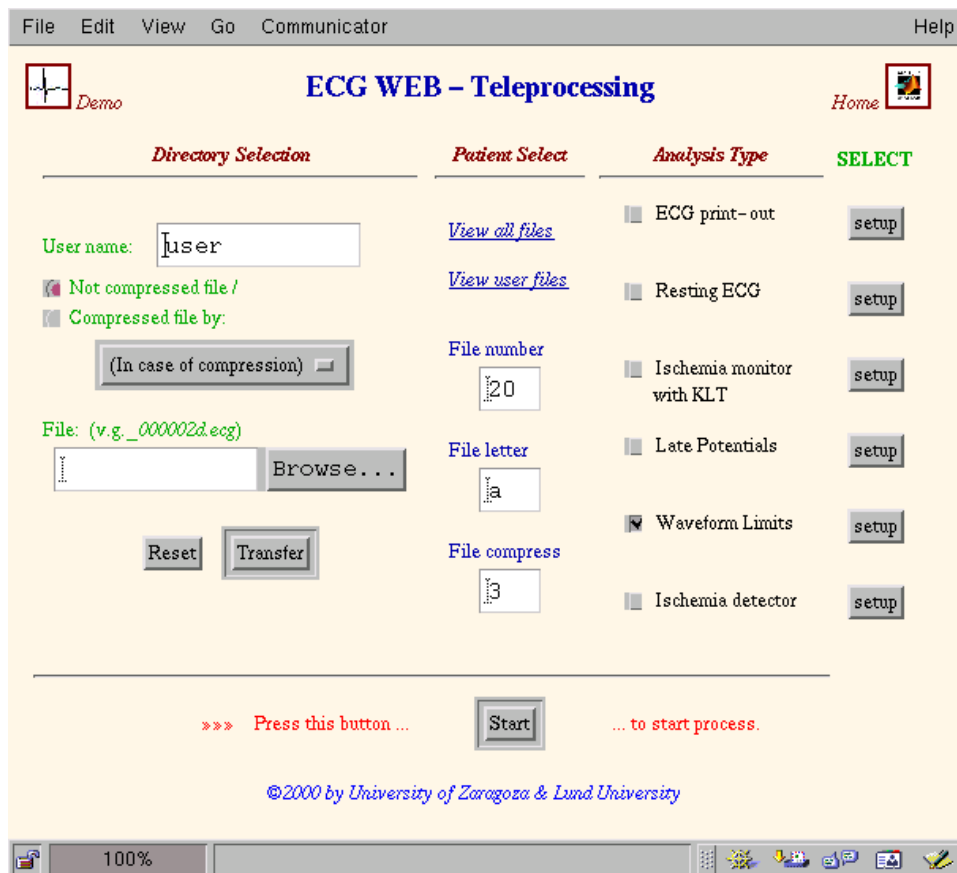 File Edit View Go Communicator Help
Demo
ECG WEB – Teleprocessing
Home
Directory Selection
Patient Select
Analysis Type
SELECT
User name: user
Not compressed file /
Compressed file by:
(In case of compression)
File: (v.g._000002d.ecg)
Browse...
Reset Transfer
View all files
View user files
File number
20
File letter
a
File compress
3
ECG print-out setup
Resting ECG setup
Ischemia monitor
with KLT setup
Late Potentials setup
Waveform Limits setup
Ischemia detector setup
»»» Press this button ... Start ... to start process.
©2000 by University of Zaragoza & Lund University
100%